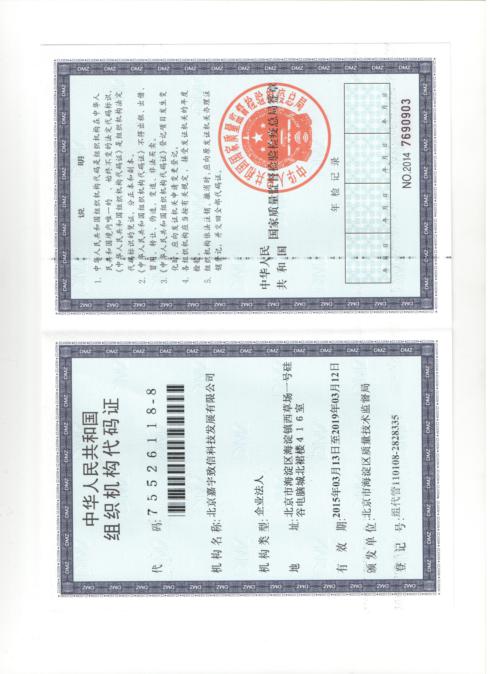 中华人民共和国
组织机构代码证
代 码: 75526118-8
机构名称: 北京嘉宇致信科技发展有限公司
机构类型: 企业法人
地 址: 北京市海淀区海淀镇西草场一号硅
谷电脑城北裙楼416室
有 效 期: 2015年03月13日至2019年03月12日
颁发单位: 北京市海淀区质量技术监督局
登 记 号: 组代管110108-2828335
说 明
1. 中华人民共和国组织机构代码是组织机构在中华人
民共和国境内唯一的、始终不变的法定代码标识,
《中华人民共和国组织机构代码证》是组织机构法定
代码标识的凭证,分正本和副本。
2. 《中华人民共和国组织机构代码证》不得出租、出借、
冒用、转让、伪造、变造、非法买卖。
3. 《中华人民共和国组织机构代码证》登记项目发生变
化时,应向发证机关申请变更登记。
4. 各组织机构应当按有关规定,接受发证机关的年度
检验。
5. 组织机构依法注销、撤消时,应向原发证机关办理注
销登记,并交回全部代码证。
中华人民
共 和 国 国家质量监督检验检疫总局签章
年 检 记 录
年 月 日 年 月 日 年 月 日
NO.2014 7690903